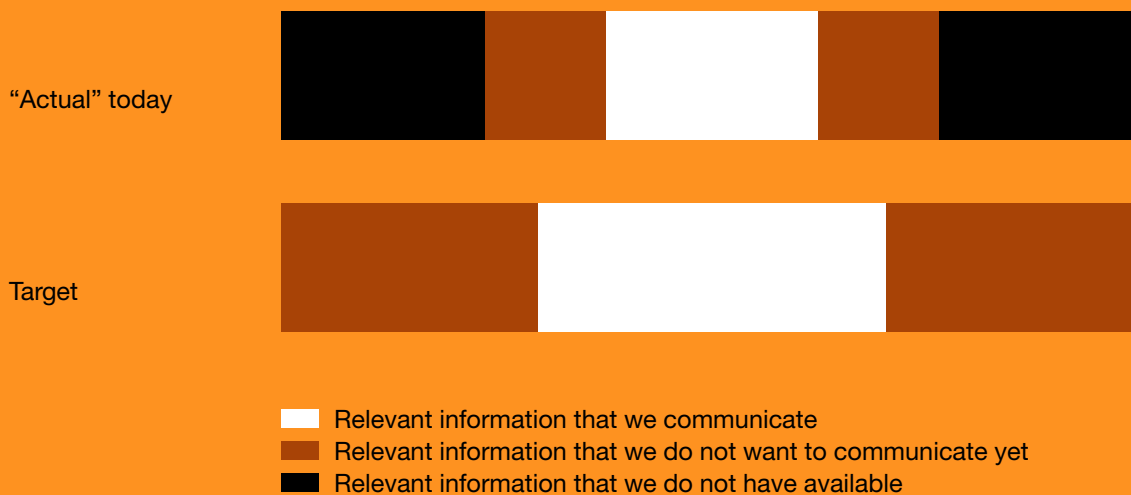 “Actual” today
Target
Relevant information that we communicate
Relevant information that we do not want to communicate yet
Relevant information that we do not have available